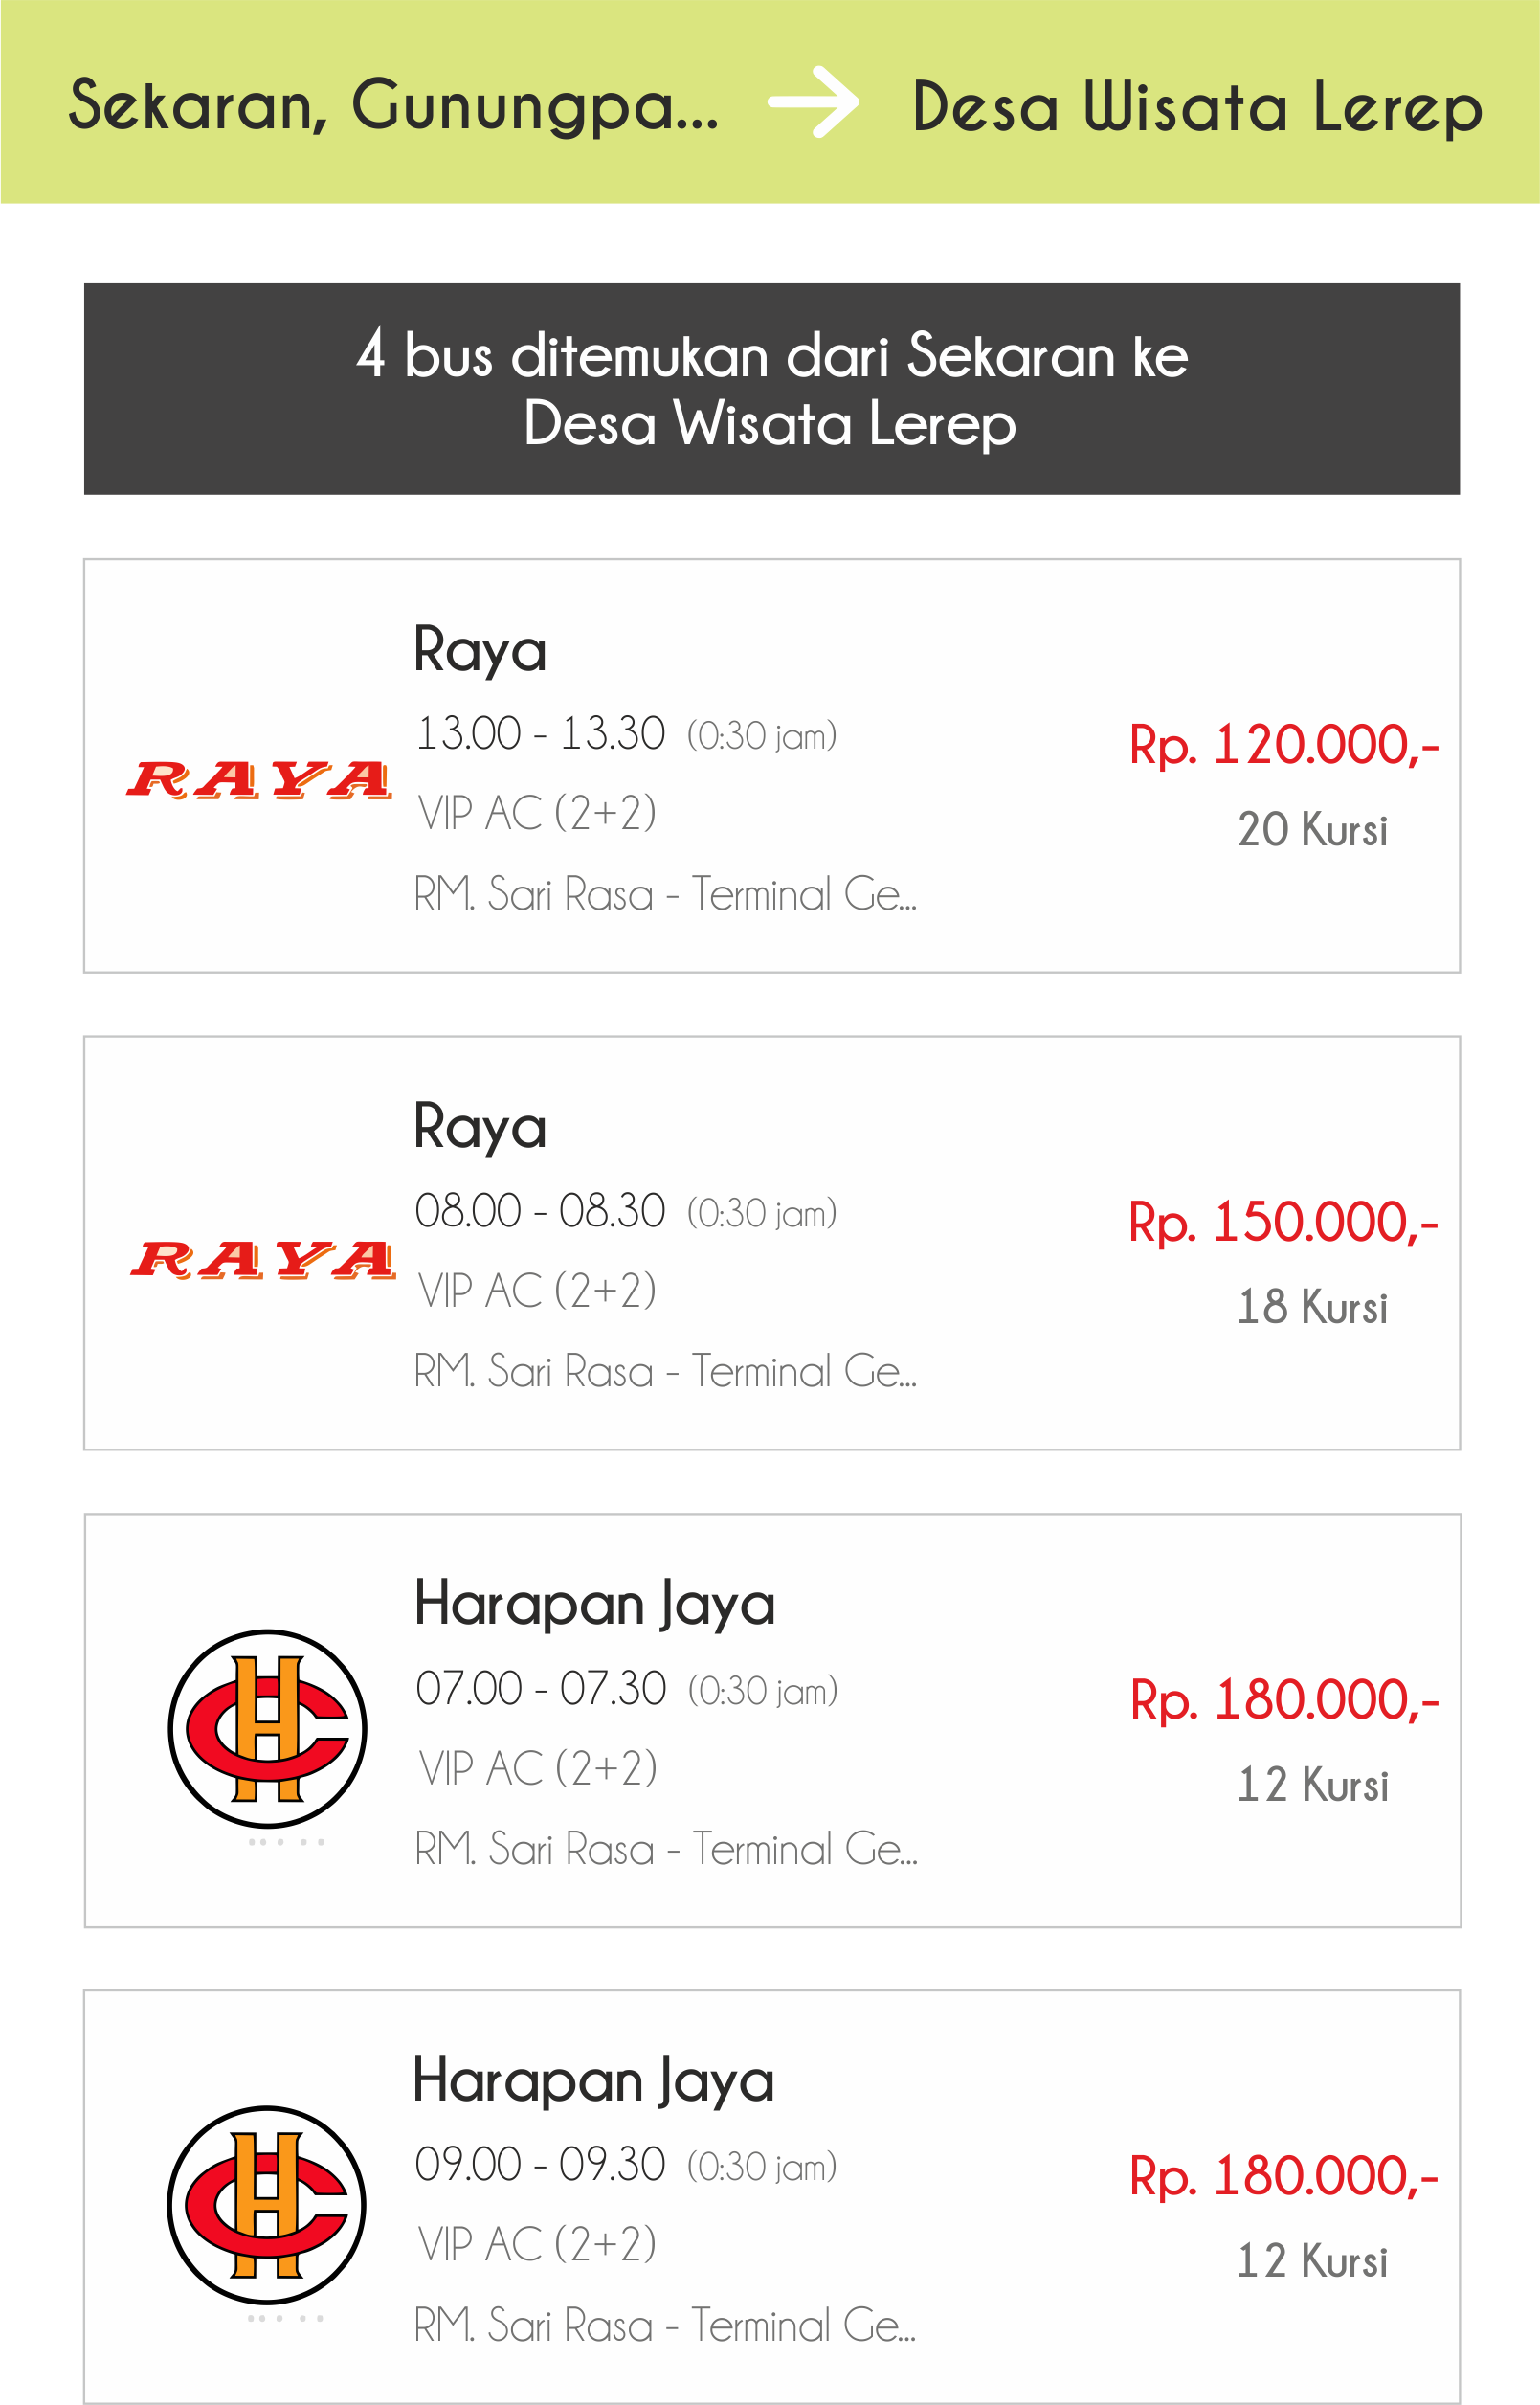 Sekaran, Gunungpa... → Desa Wisata Lerep
4 bus ditemukan dari Sekaran ke
Desa Wisata Lerep
Raya
RAYA
13.00 - 13.30 (0:30 jam)
Rp. 120.000,-
VIP AC (2+2)
20 Kursi
RM. Sari Rasa - Terminal Ge...
Raya
RAYA
08.00 - 08.30 (0:30 jam)
Rp. 150.000,-
VIP AC (2+2)
18 Kursi
RM. Sari Rasa - Terminal Ge...
Harapan Jaya
HC
07.00 - 07.30 (0:30 jam)
Rp. 180.000,-
VIP AC (2+2)
12 Kursi
RM. Sari Rasa - Terminal Ge...
Harapan Jaya
HC
09.00 - 09.30 (0:30 jam)
Rp. 180.000,-
VIP AC (2+2)
12 Kursi
RM. Sari Rasa - Terminal Ge...